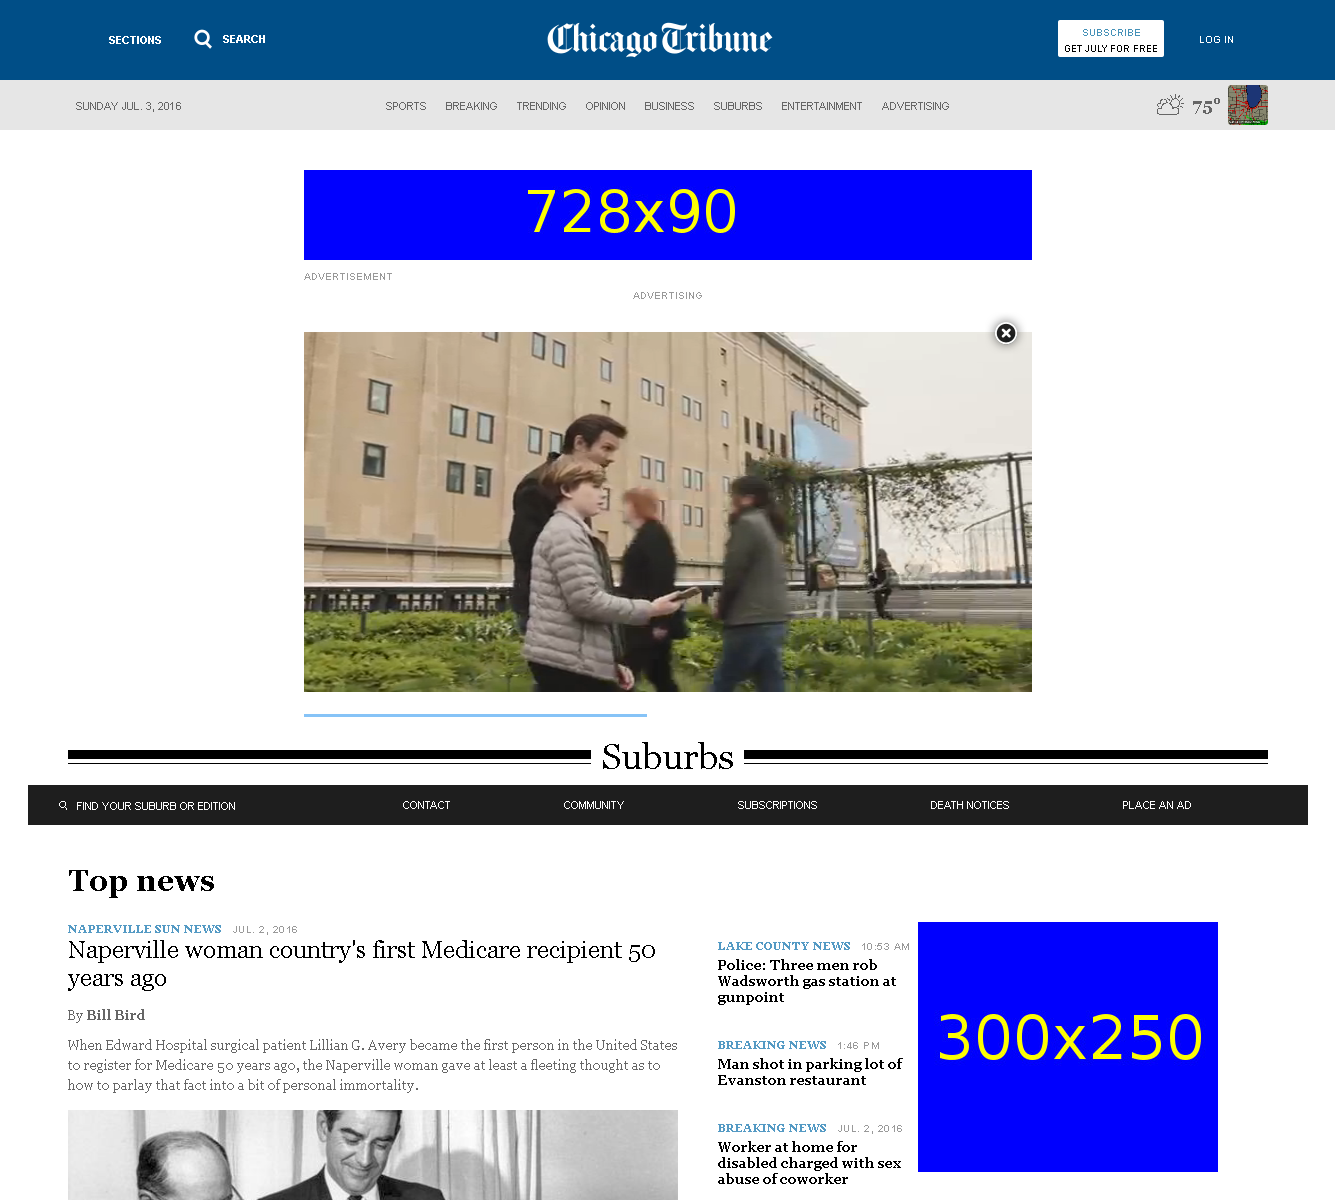 SECTIONS
SEARCH
Chicago Tribune
SUBSCRIBE
GET JULY FOR FREE
LOG IN
SUNDAY JUL. 3, 2016
SPORTS BREAKING TRENDING OPINION BUSINESS SUBURBS ENTERTAINMENT ADVERTISING
75°
728x90
ADVERTISEMENT
ADVERTISING
Suburbs
FIND YOUR SUBURB OR EDITION
CONTACT
COMMUNITY
SUBSCRIPTIONS
DEATH NOTICES
PLACE AN AD
Top news
NAPERVILLE SUN NEWS JUL. 2, 2016
Naperville woman country's first Medicare recipient 50
years ago
By Bill Bird
When Edward Hospital surgical patient Lillian G. Avery became the first person in the United States
to register for Medicare 50 years ago, the Naperville woman gave at least a fleeting thought as to
how to parlay that fact into a bit of personal immortality.
LAKE COUNTY NEWS 10:53 AM
Police: Three men rob
Wadsworth gas station at
gunpoint
BREAKING NEWS 1:46 PM
Man shot in parking lot of
Evanston restaurant
BREAKING NEWS JUL. 2, 2016
Worker at home for
disabled charged with sex
abuse of coworker
300x250